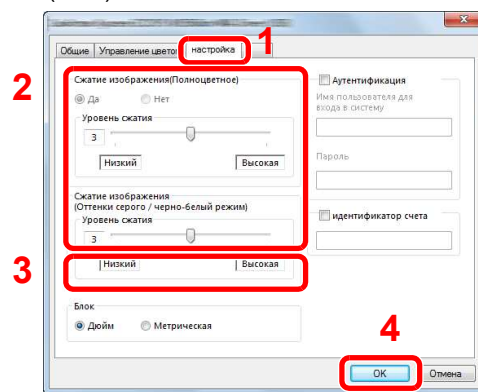 Общие Управление цветом настройка 1
2
Сжатие изображения(Полноцветное)
Да Нет
Уровень сжатия
3
Низкий Высокая
Сжатие изображения
(Оттенки серого / черно-белый режим)
Уровень сжатия
3
3
Низкий Высокая
Блок
Дюйм Метрическая
Аутентификация
Имя пользователя для
входа в систему
Пароль
идентификатор счета
4
OK Отмена